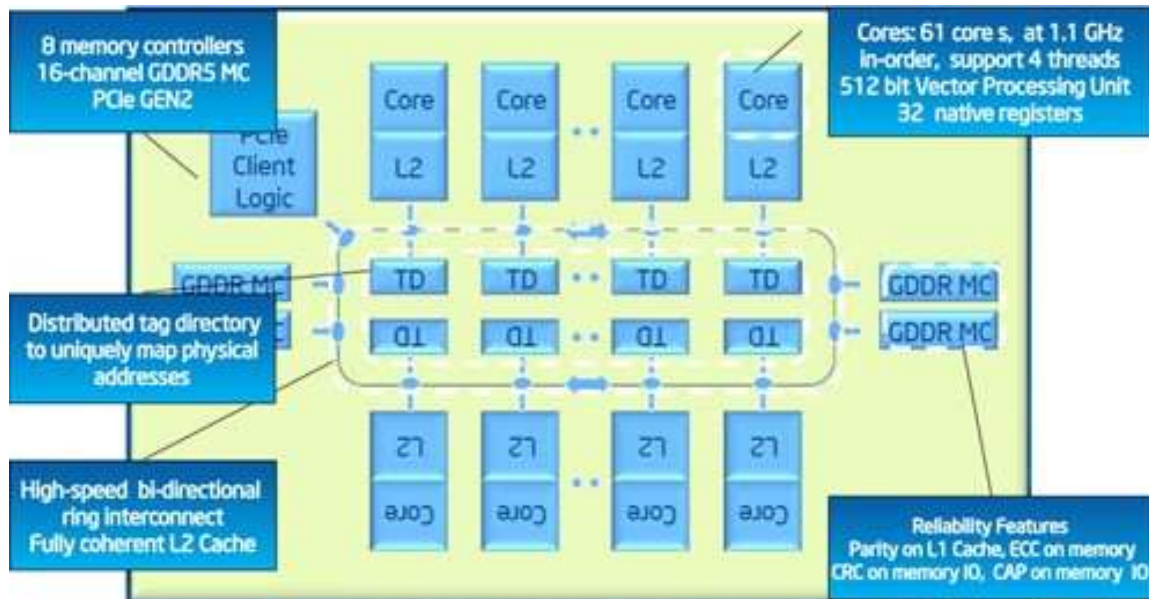 8 memory controllers
16-channel GDDR5 MC
PCIe GEN2
Cores: 61 core s, at 1.1 GHz
in-order, support 4 threads
512 bit Vector Processing Unit
32 native registers
PCIe
Client
Logic
Core Core Core Core
L2 L2 L2 L2
GDDR MC
TD TD TD TD
GDDR MC
Distributed tag directory
to uniquely map physical
addresses
MC
TD TD TD TD
GDDR MC
L2 L2 L2 L2
Core Core Core Core
High-speed bi-directional
ring interconnect
Fully coherent L2 Cache
Reliability Features
Parity on L1 Cache, ECC on memory
CRC on memory IO, CAP on memory IO